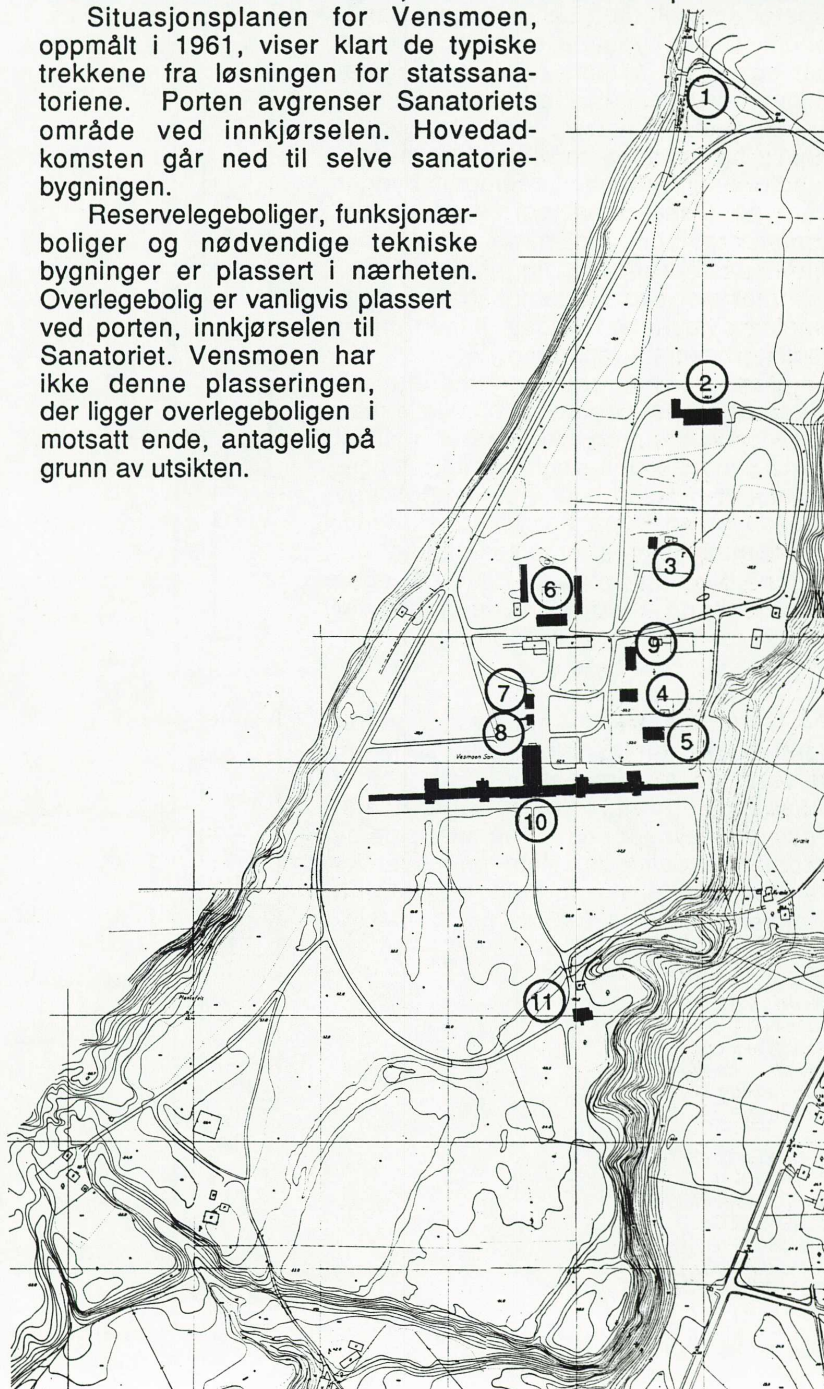 Situasjonsplanen for Vensmoen,
oppmålt i 1961, viser klart de typiske
trekkene fra løsningen for statssana-
toriene. Porten avgrenser Sanatoriets
område ved innkjørselen. Hovedad-
komsten går ned til selve sanatorie-
bygningen.
Reservelegeboliger, funksjonær-
boliger og nødvendige tekniske
bygninger er plassert i nærheten.
Overlegebolig er vanligvis plassert
ved porten, innkjørselen til
Sanatoriet. Vensmoen har
ikke denne plasseringen,
der ligger overlegeboligen i
motsatt ende, antagelig på
grunn av utsikten.
1
2
3
6
9
7
4
8
5
Vensmoen San
10
11